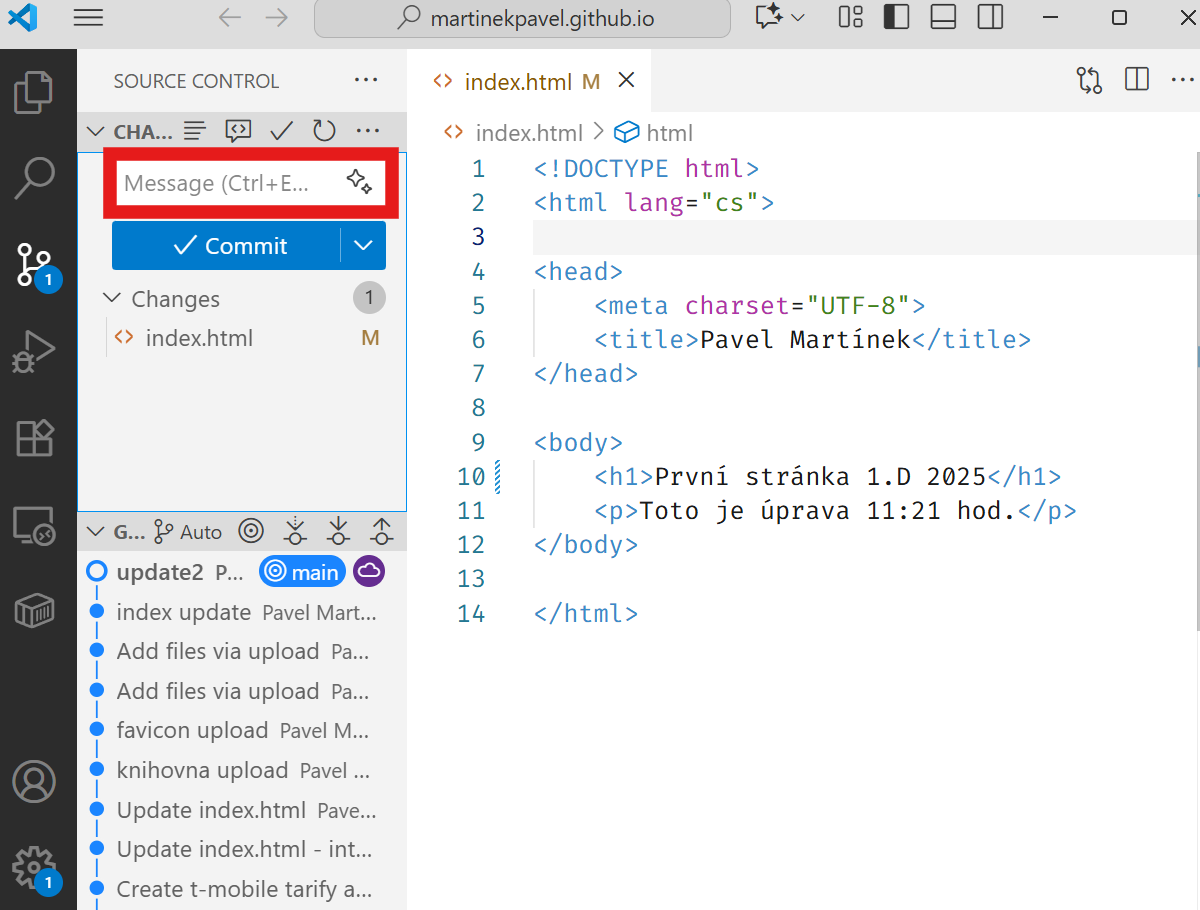 martinekpavel.github.io
SOURCE CONTROL
index.html M
CHA...
index.html > html
Message (Ctrl+E...
Commit
Changes 1
index.html M
1
1 <!DOCTYPE html>
2 <html lang="cs">
3
4 <head>
5 <meta charset="UTF-8">
6 <title>Pavel Martínek</title>
7 </head>
8
9 <body>
10 <h1>První stránka 1.D 2025</h1>
11 <p>Toto je úprava 11:21 hod.</p>
12 </body>
13
14 </html>
G... Auto
update2 P... main
index update Pavel Mart...
Add files via upload Pa...
Add files via upload Pa...
favicon upload Pavel M...
knihovna upload Pavel ...
Update index.html Pave...
Update index.html - int...
Create t-mobile tarify a...
1